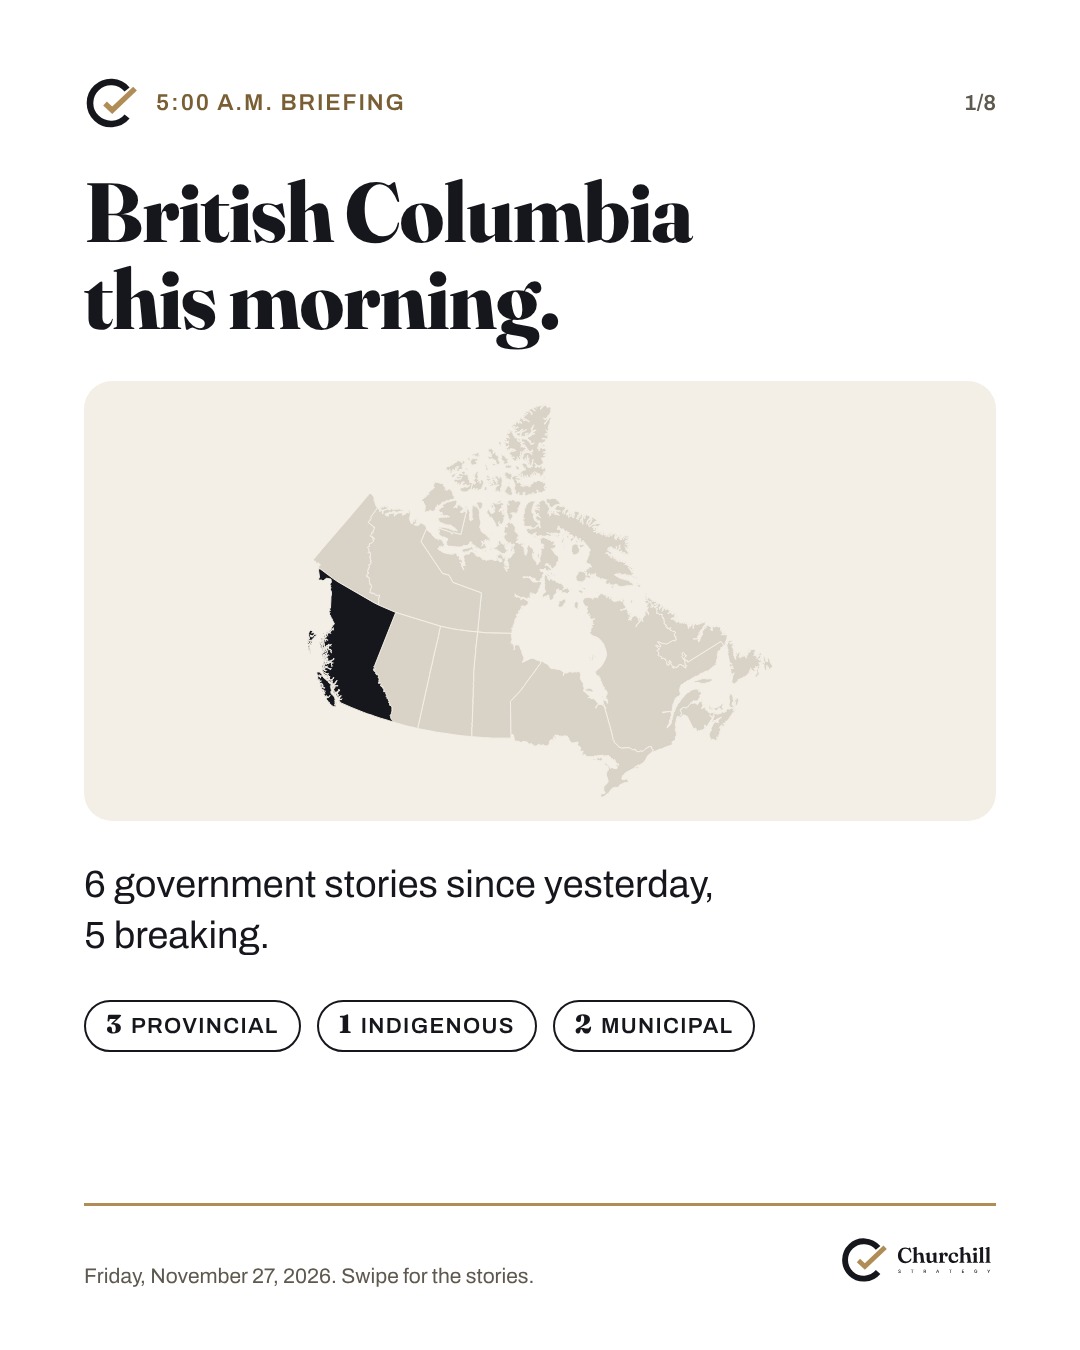 5:00 A.M. BRIEFING
1/8
British Columbia
this morning.
6 government stories since yesterday,
5 breaking.
3 PROVINCIAL
1 INDIGENOUS
2 MUNICIPAL
Friday, November 27, 2026. Swipe for the stories.
Churchill
STRATEGY